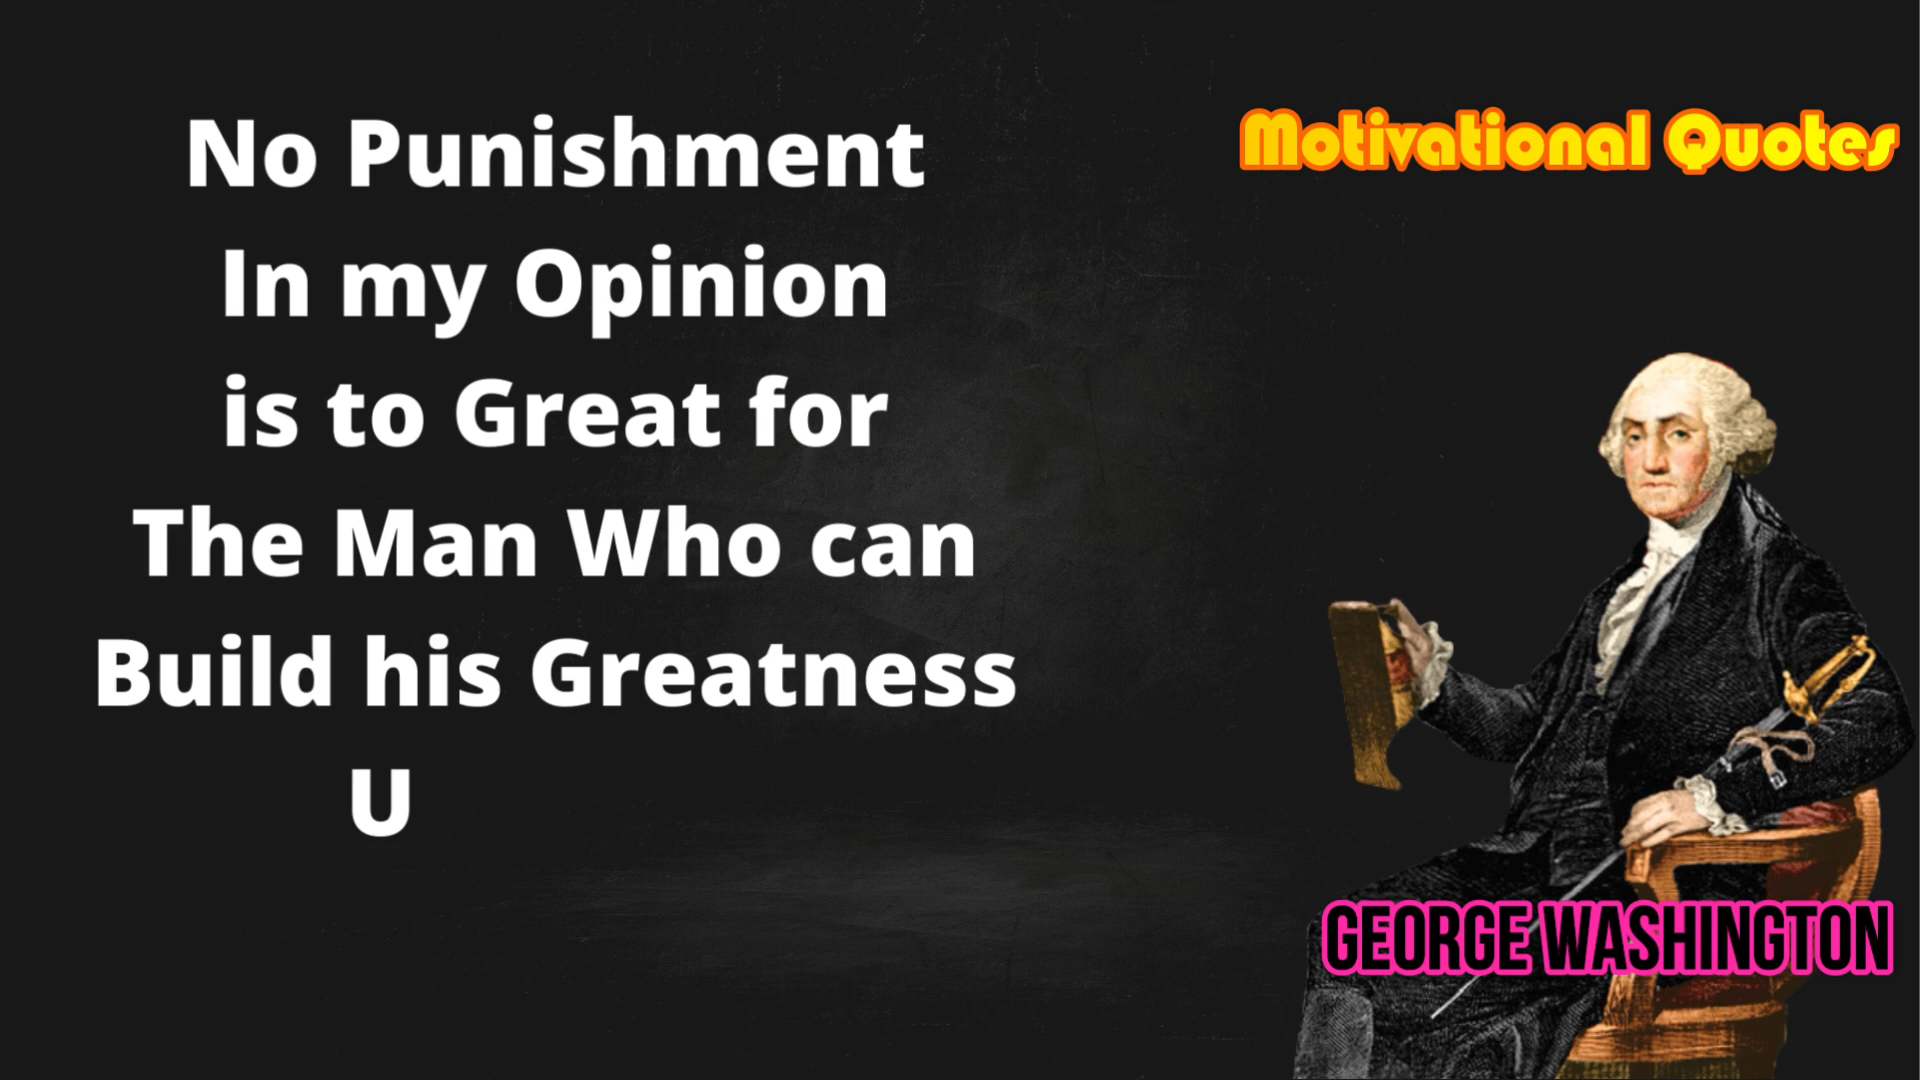 No Punishment
In my Opinion
is to Great for
The Man Who can
Build his Greatness
U
Motivational Quotes
GEORGE WASHINGTON